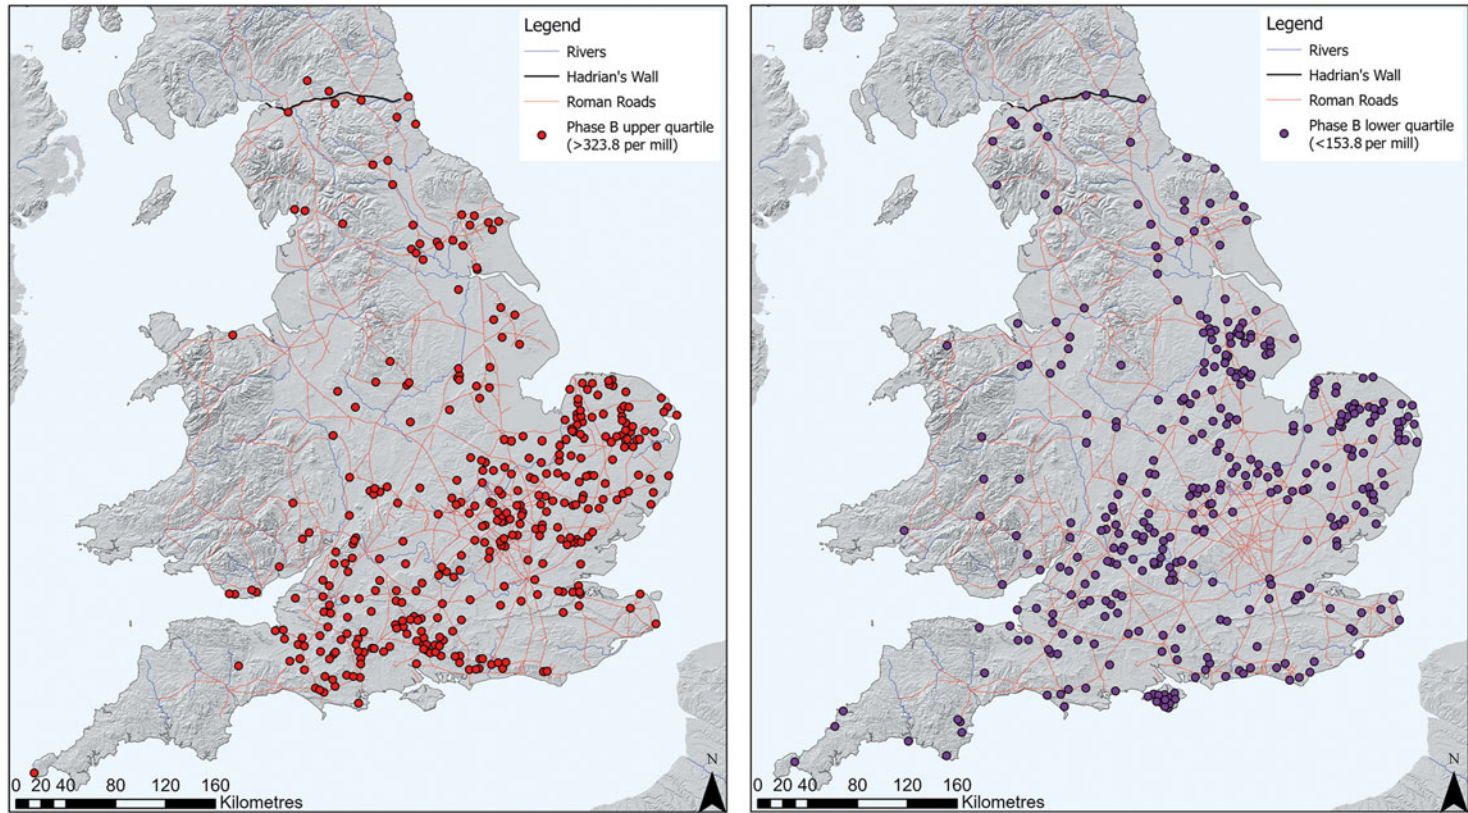 Legend
Rivers
Hadrian's Wall
Roman Roads
Phase B upper quartile
(>323.8 per mill)
N
0 20 40 80 120 160
Kilometres
Legend
Rivers
Hadrian's Wall
Roman Roads
Phase B lower quartile
(<153.8 per mill)
N
0 20 40 80 120 160
Kilometres